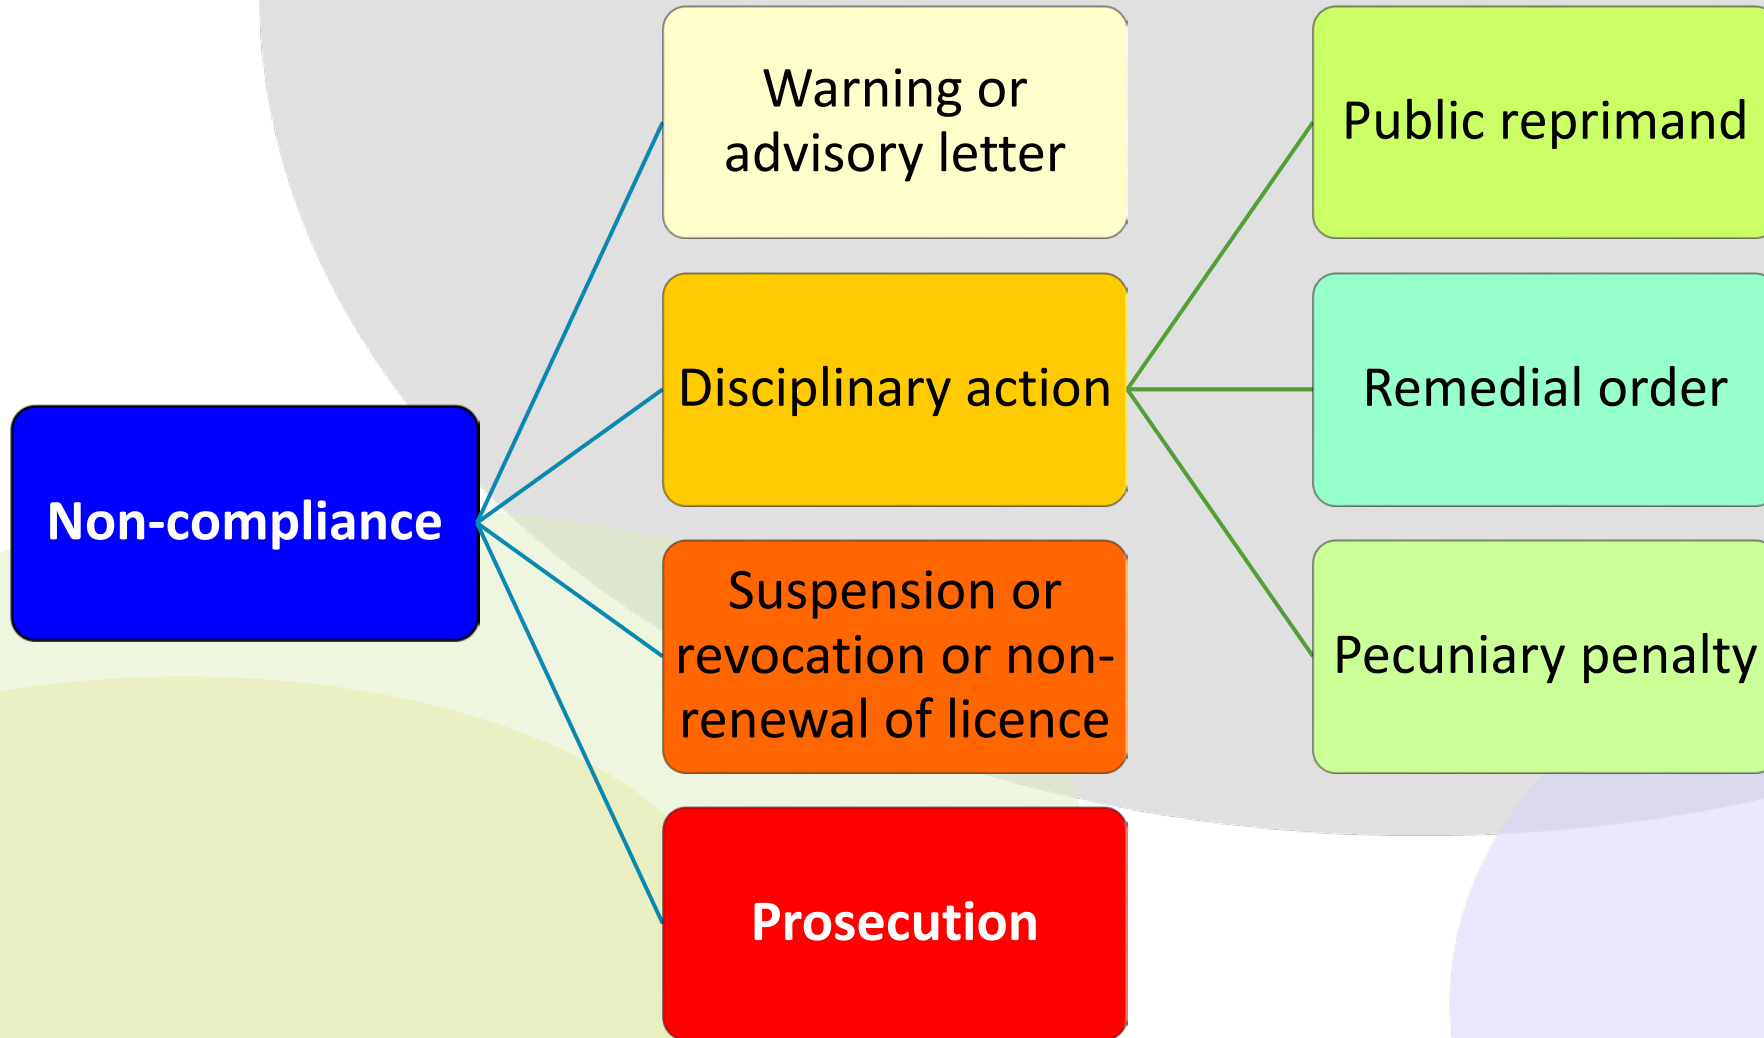 Non-compliance
Warning or
advisory letter
Disciplinary action
Suspension or
revocation or non-
renewal of licence
Prosecution
Public reprimand
Remedial order
Pecuniary penalty